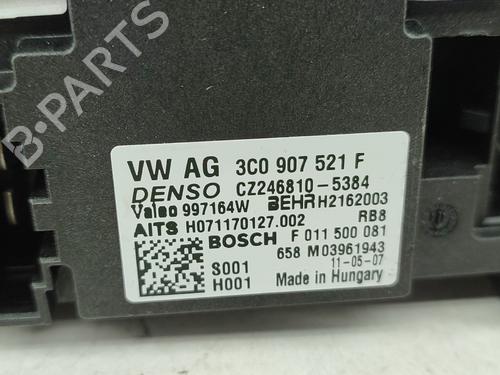 VW AG 3C0 907 521 F
DENSO CZ246810-5384
Valeo 997164W BEHR H2162003
AITS H071170127.002 RB8
BOSCH F 011 500 081
658 M03961943
S001 11-05-07
H001 Made in Hungary
B-PARTS